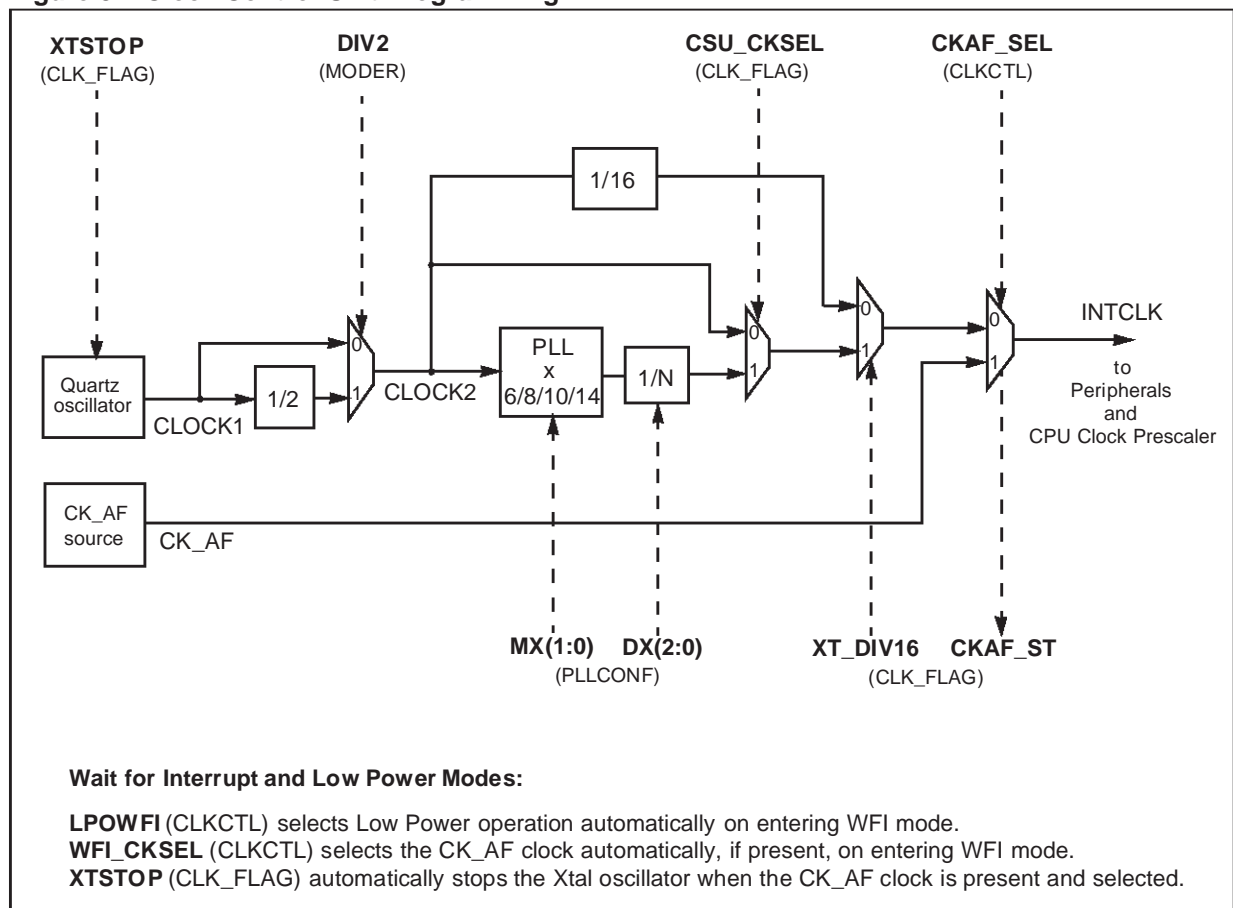 XTSTOP
(CLK_FLAG)
DIV2
(MODER)
CSU_CKSEL
(CLK_FLAG)
CKAF_SEL
(CLKCTL)
1/16
Quartz
oscillator
CLOCK1
1/2
0
1
CLOCK2
PLL
x
6/8/10/14
1/N
0
1
0
1
0
1
INTCLK
to
Peripherals
and
CPU Clock Prescaler
CK_AF
source
CK_AF
MX(1:0)
DX(2:0)
(PLLCONF)
XT_DIV16
CKAF_ST
(CLK_FLAG)
Wait for Interrupt and Low Power Modes:
LPOWFI (CLKCTL) selects Low Power operation automatically on entering WFI mode.
WFI_CKSEL (CLKCTL) selects the CK_AF clock automatically, if present, on entering WFI mode.
XTSTOP (CLK_FLAG) automatically stops the Xtal oscillator when the CK_AF clock is present and selected.